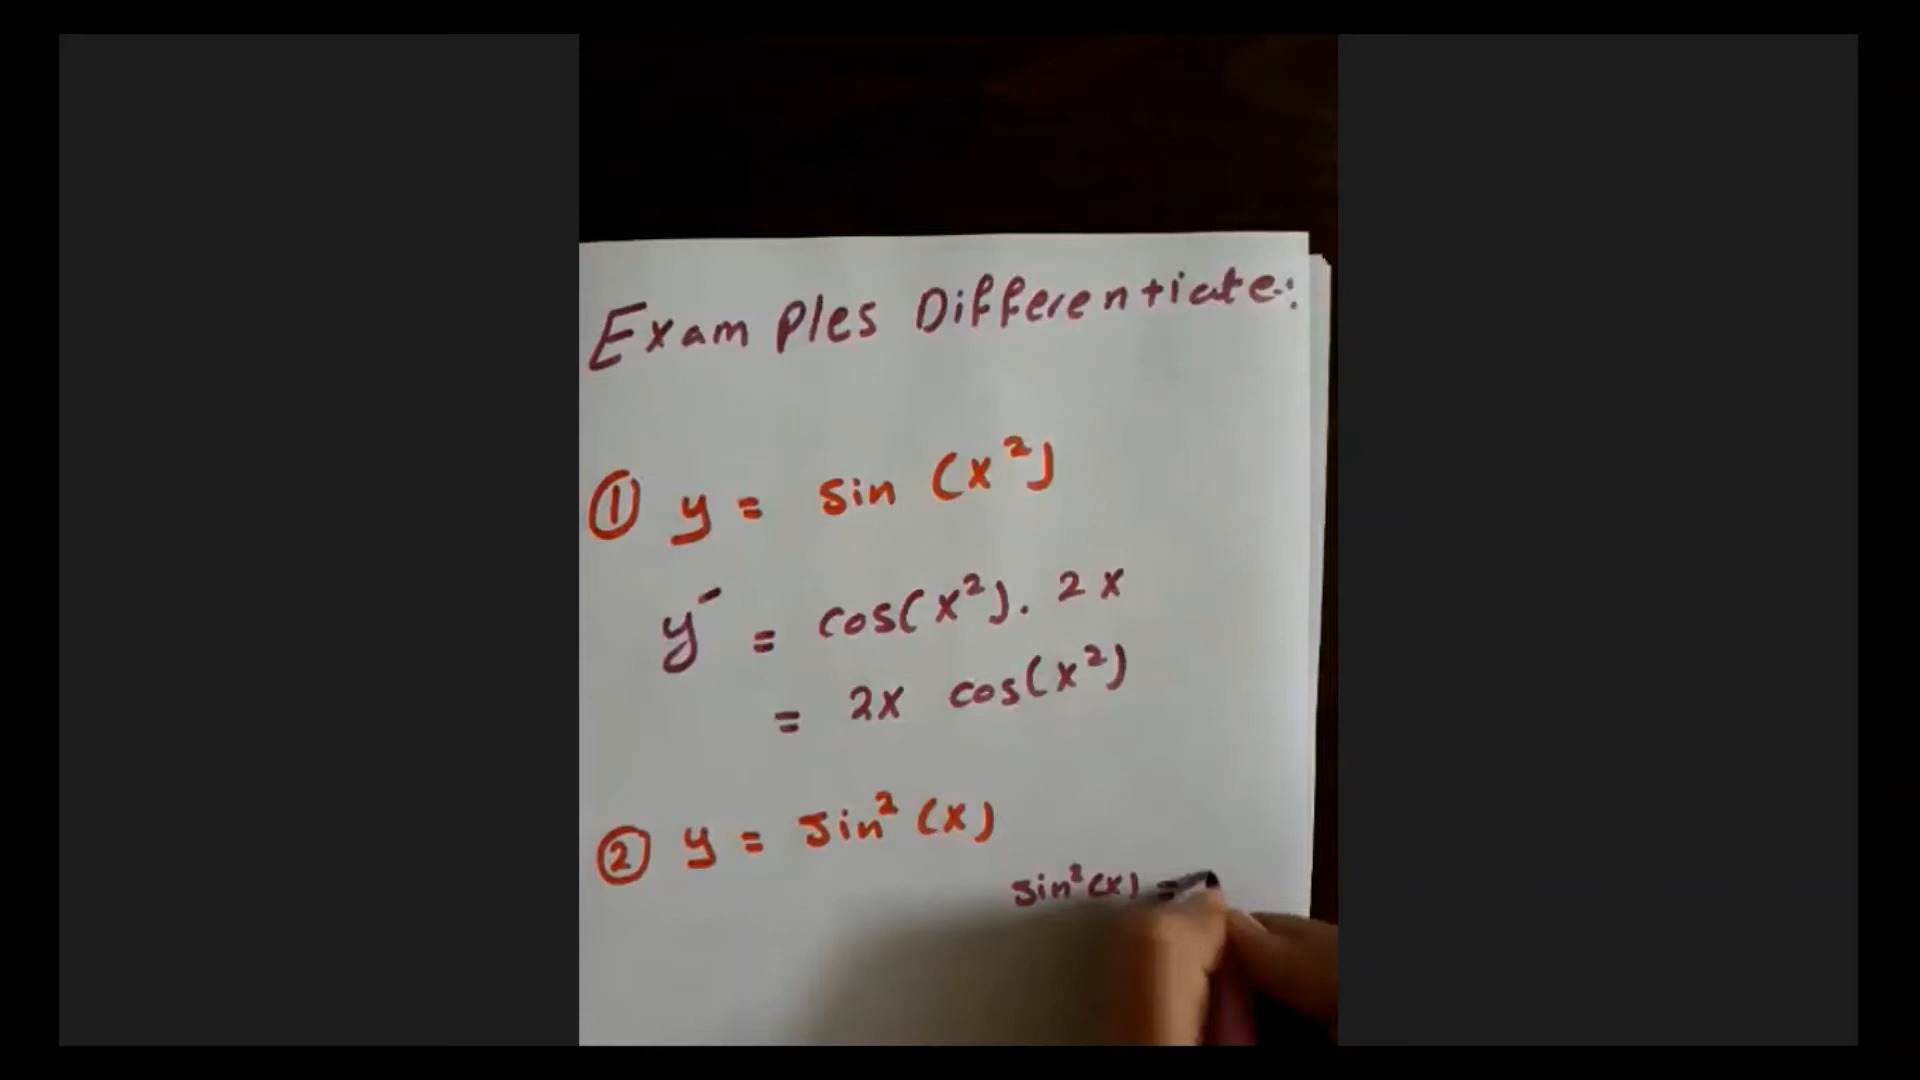 Examples Differentiate:
① y = sin (x²)
y' = cos(x²). 2x
= 2x cos(x²)
② y = sin² (x)
sin²(x) =